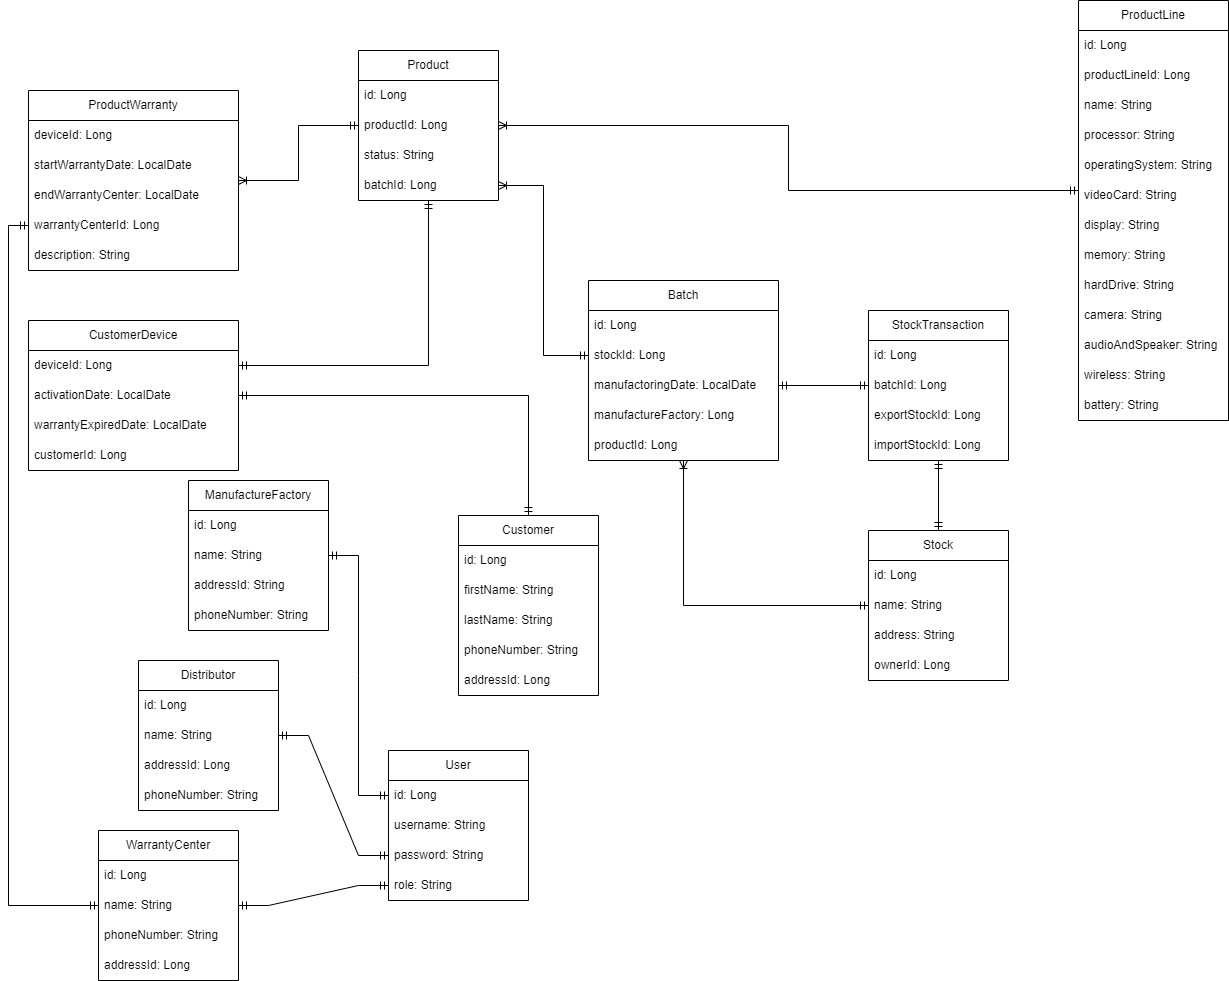 ProductLine
id: Long
productLineId: Long
name: String
processor: String
operatingSystem: String
videoCard: String
display: String
memory: String
hardDrive: String
camera: String
audioAndSpeaker: String
wireless: String
battery: String
Product
id: Long
productId: Long
status: String
batchId: Long
ProductWarranty
deviceId: Long
startWarrantyDate: LocalDate
endWarrantyCenter: LocalDate
warrantyCenterId: Long
description: String
Batch
id: Long
stockId: Long
manufactoringDate: LocalDate
manufactureFactory: Long
productId: Long
StockTransaction
id: Long
batchId: Long
exportStockId: Long
importStockId: Long
CustomerDevice
deviceId: Long
activationDate: LocalDate
warrantyExpiredDate: LocalDate
customerId: Long
ManufactureFactory
id: Long
name: String
addressId: String
phoneNumber: String
Customer
id: Long
firstName: String
lastName: String
phoneNumber: String
addressId: Long
Stock
id: Long
name: String
address: String
ownerId: Long
Distributor
id: Long
name: String
addressId: Long
phoneNumber: String
User
id: Long
username: String
password: String
role: String
WarrantyCenter
id: Long
name: String
phoneNumber: String
addressId: Long